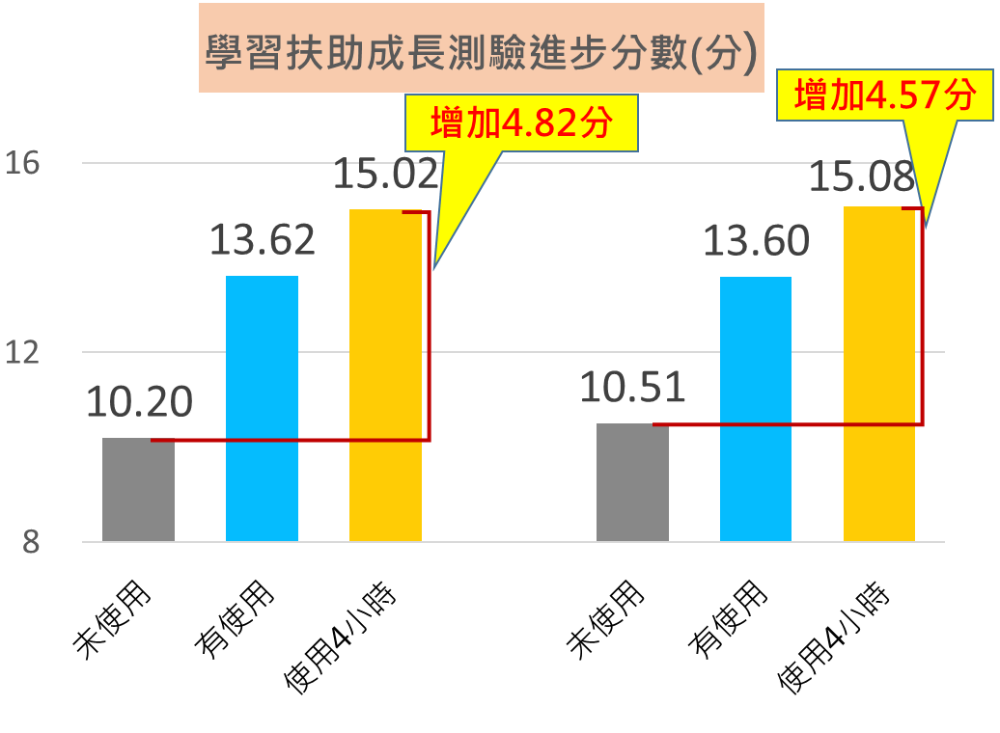 學習扶助成長測驗進步分數(分)
增加4.82分
增加4.57分
16
12
8
15.02
13.62
10.20
15.08
13.60
10.51
未使用
有使用
使用4小時
未使用
有使用
使用4小時